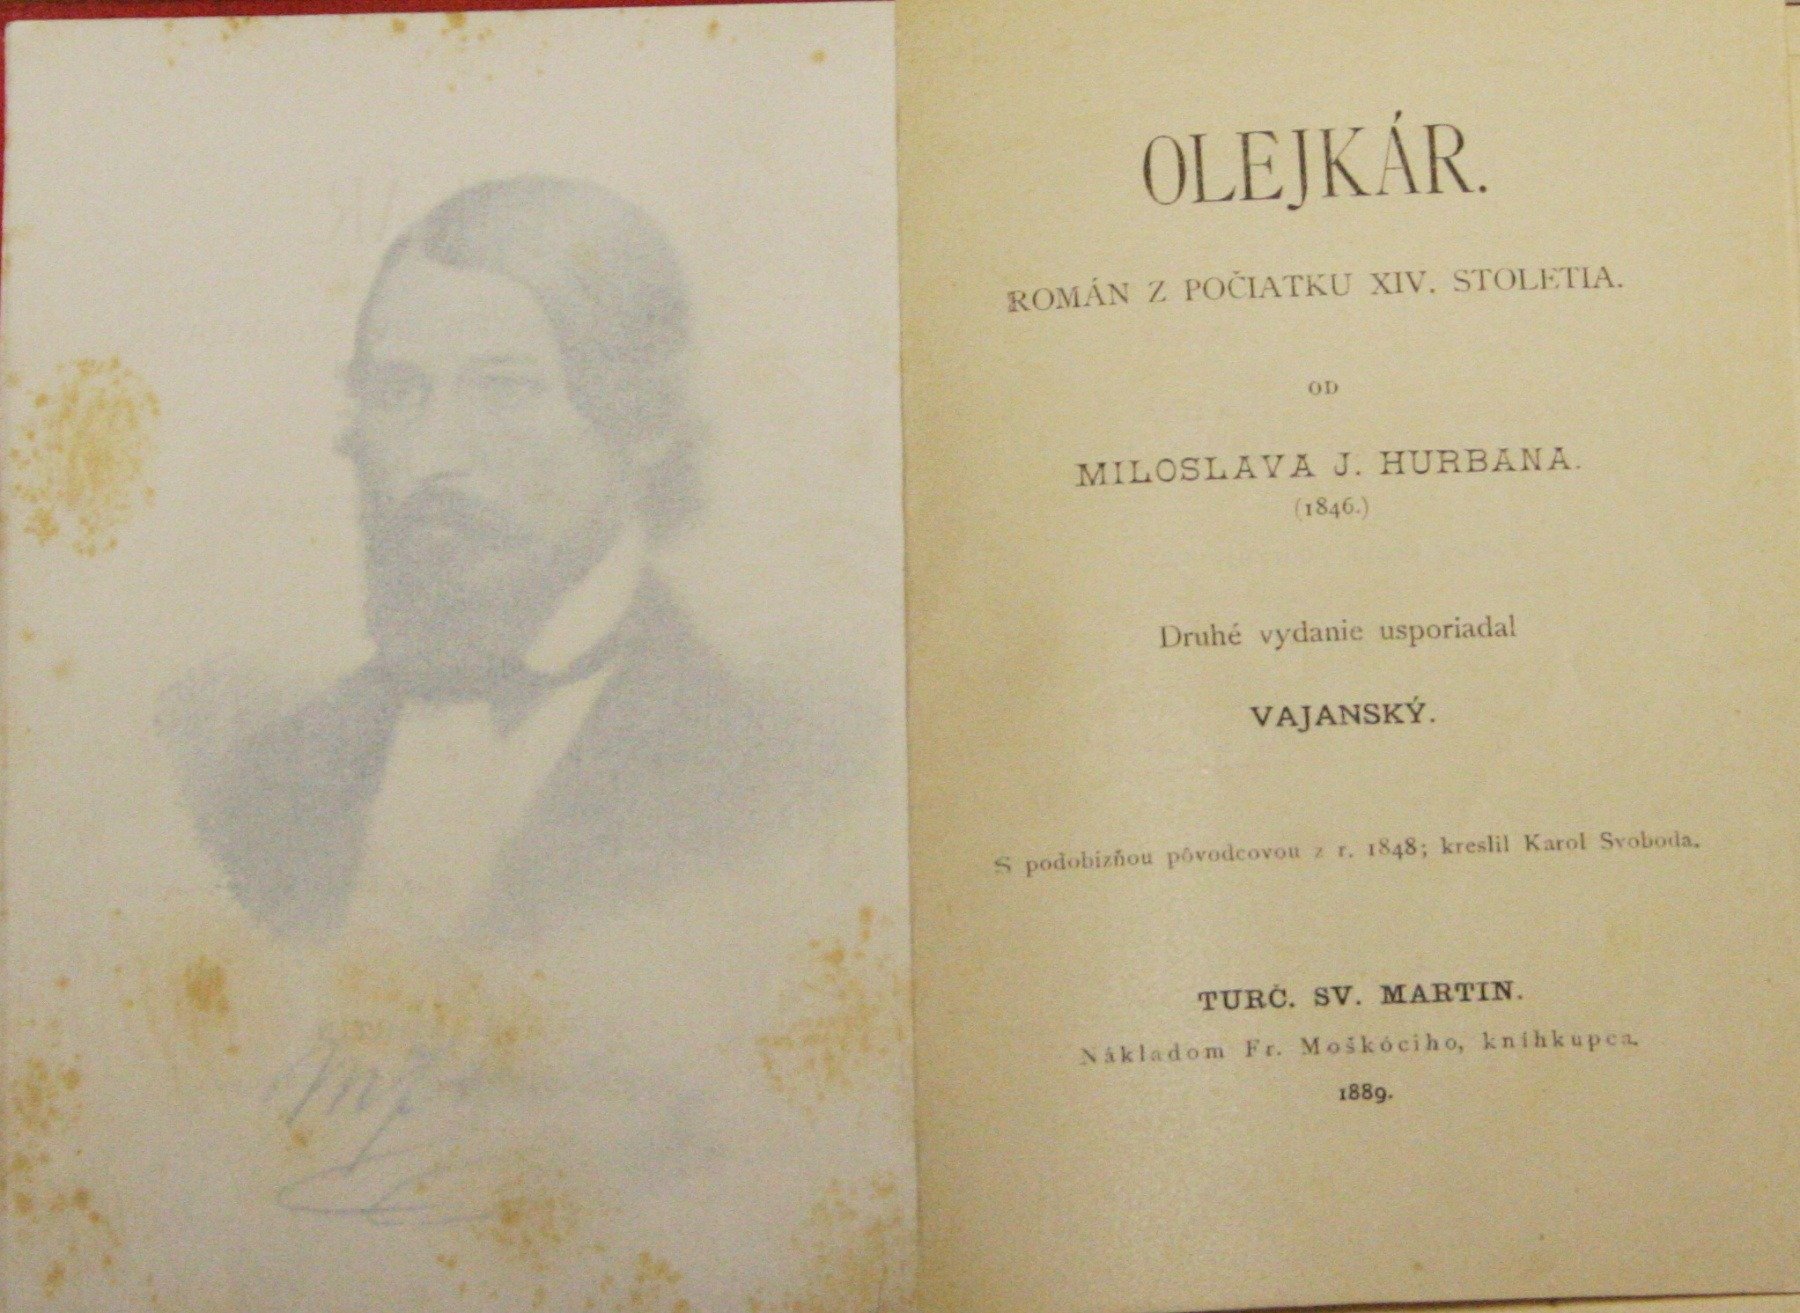 OLEJKÁR.
ROMÁN Z POČIATKU XIV. STOLETIA.
OD
MILOSLAVA J. HURBANA.
(1846.)
Druhé vydanie usporiadal
VAJANSKÝ.
S podobizňou pôvodcovou z r. 1848; kreslil Karol Svoboda.
TURČ. SV. MARTIN.
Nákladom Fr. Moškóciho, kníhkupca.
1889.